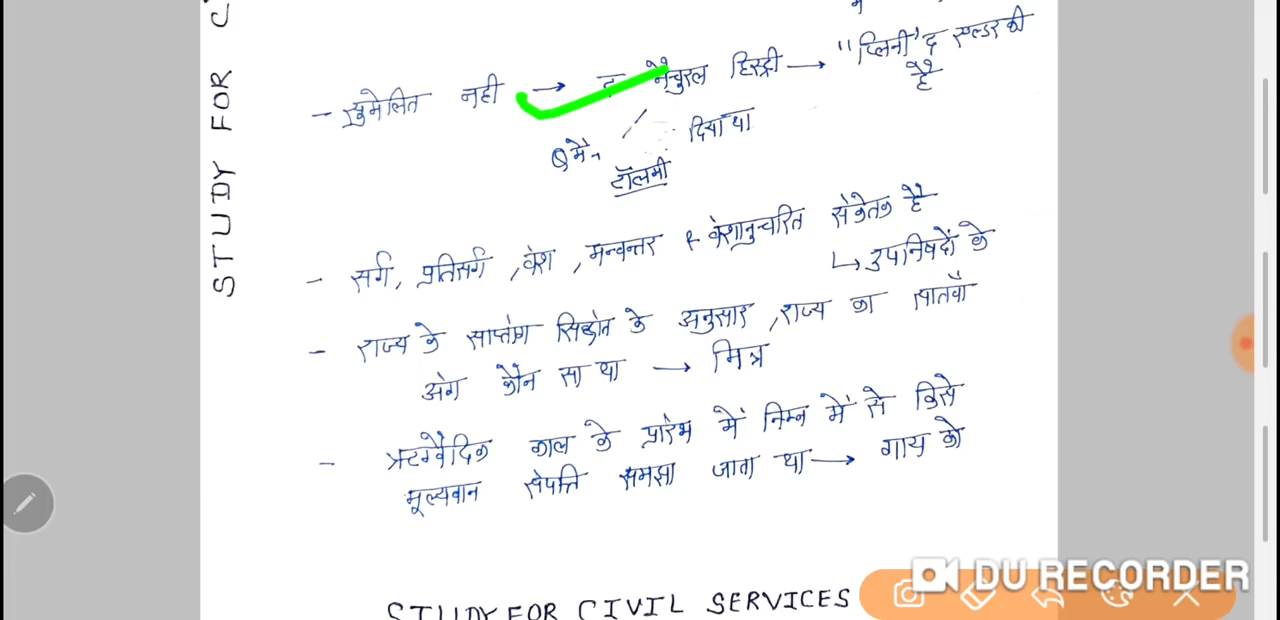 STUDY FOR C
में
- सुमेलित नही → द नेचुरल हिस्ट्री → "प्लिनी' द एल्डर की
है
Qमें दिया था
टॉलमी
- सर्ग, प्रतिसर्ग, वंश, मन्वन्तर & वंशानुचरित संकेतक है
↳ उपनिषदों के
- राज्य के साप्तांग सिद्धांत के अनुसार, राज्य का सातवाँ
अंग कौन सा था → मित्र
- ऋग्वैदिक काल के प्रारंभ में निम्न में से किसे
मूल्यवान संपत्ति समझा जाता था → गाय को
STUDY FOR CIVIL SERVICES
DU RECORDER